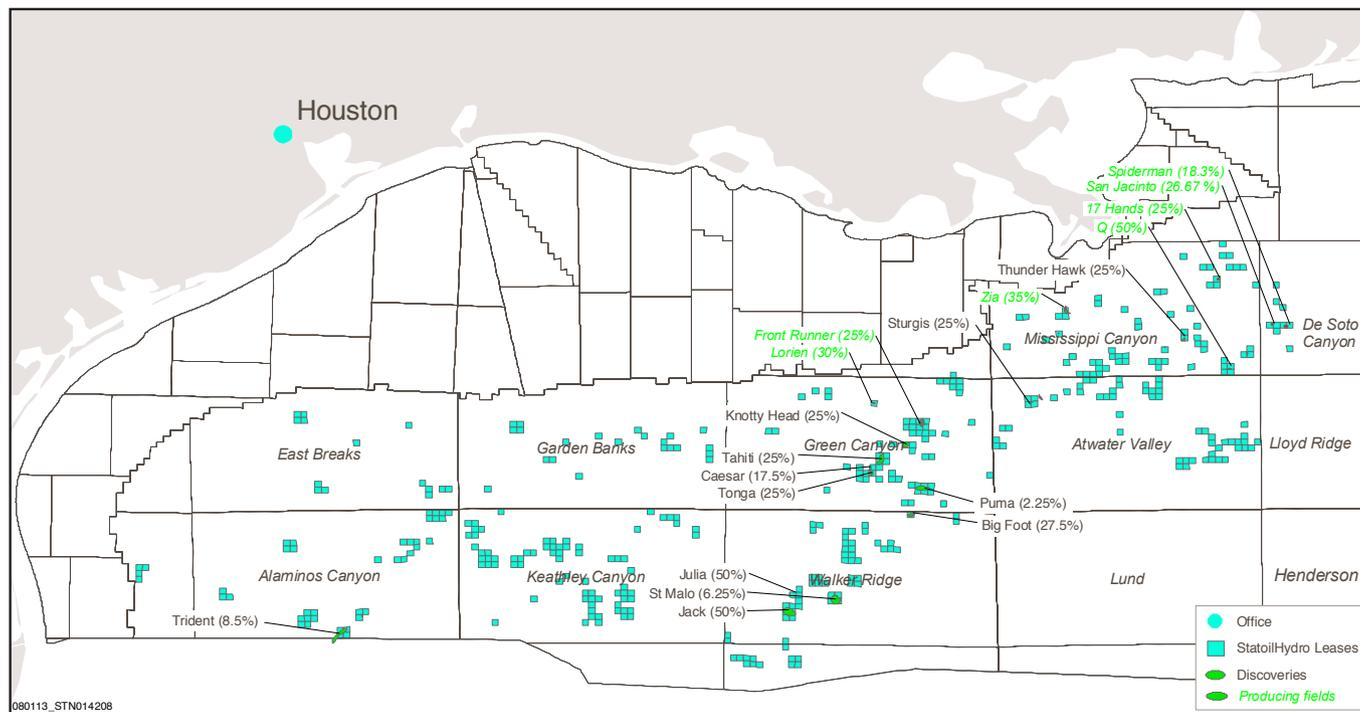 Houston
Spiderman (18.3%)
San Jacinto (26.67 %)
17 Hands (25%)
Q (50%)
Thunder Hawk (25%)
Zia (35%)
Sturgis (25%)
De Soto
Canyon
Mississippi Canyon
Front Runner (25%)
Lorien (30%)
Knotty Head (25%)
Green Canyon
Atwater Valley
Lloyd Ridge
East Breaks
Garden Banks
Tahiti (25%)
Caesar (17.5%)
Tonga (25%)
Puma (2.25%)
Big Foot (27.5%)
Alaminos Canyon
Keathley Canyon
Julia (50%)
Walker Ridge
Lund
Henderson
St Malo (6.25%)
Jack (50%)
Trident (8.5%)
Office
StatoilHydro Leases
Discoveries
Producing fields
080113_STN014208